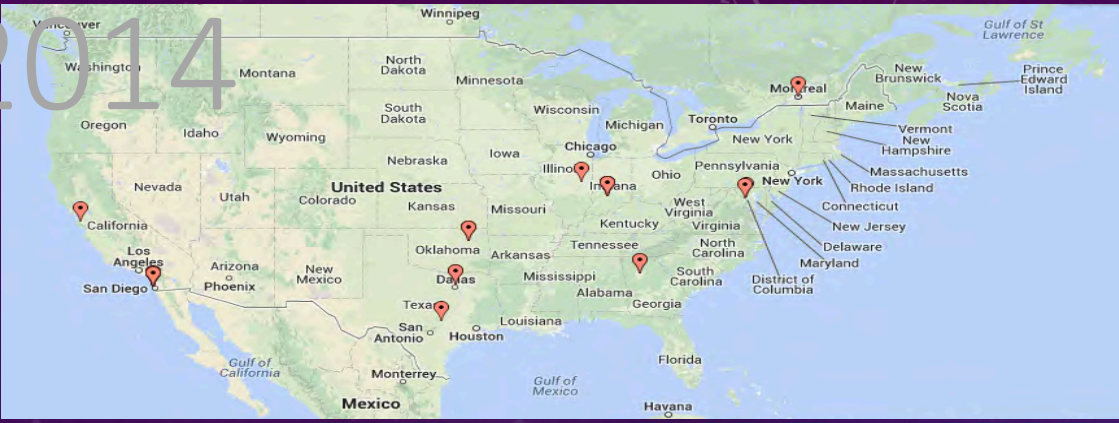 2014
Vancouver
Winnipeg
Gulf of St
Lawrence
Washington
Montana
North
Dakota
Minnesota
Montreal
New
Brunswick
Prince
Edward
Island
Nova
Scotia
Maine
Oregon
Idaho
Wyoming
South
Dakota
Wisconsin
Michigan
Toronto
New York
Vermont
New
Hampshire
Nebraska
Iowa
Chicago
Illinois
Indiana
Ohio
Pennsylvania
New York
Massachusetts
Rhode Island
Connecticut
Nevada
Utah
Colorado
United States
Kansas
Missouri
West
Virginia
Kentucky
Virginia
New Jersey
Delaware
Maryland
District of
Columbia
California
Los
Angeles
San Diego
Arizona
Phoenix
New
Mexico
Oklahoma
Arkansas
Tennessee
North
Carolina
South
Carolina
Dallas
Mississippi
Alabama
Georgia
Texas
San
Antonio
Houston
Louisiana
Florida
Gulf of
California
Monterrey
Gulf of
Mexico
Mexico
Havana